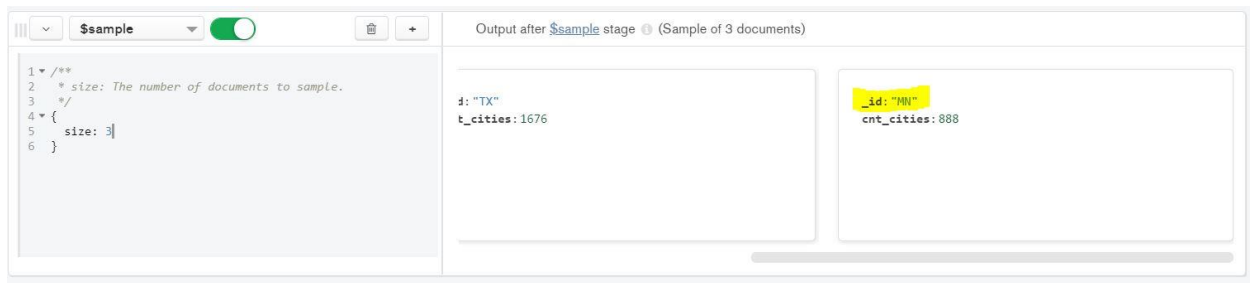 $sample
+
Output after $sample stage (Sample of 3 documents)
1 /**
2 * size: The number of documents to sample.
3 */
4 {
5 size: 3
6 }
d: "TX"
t_cities: 1676
_id: "MN"
cnt_cities: 888